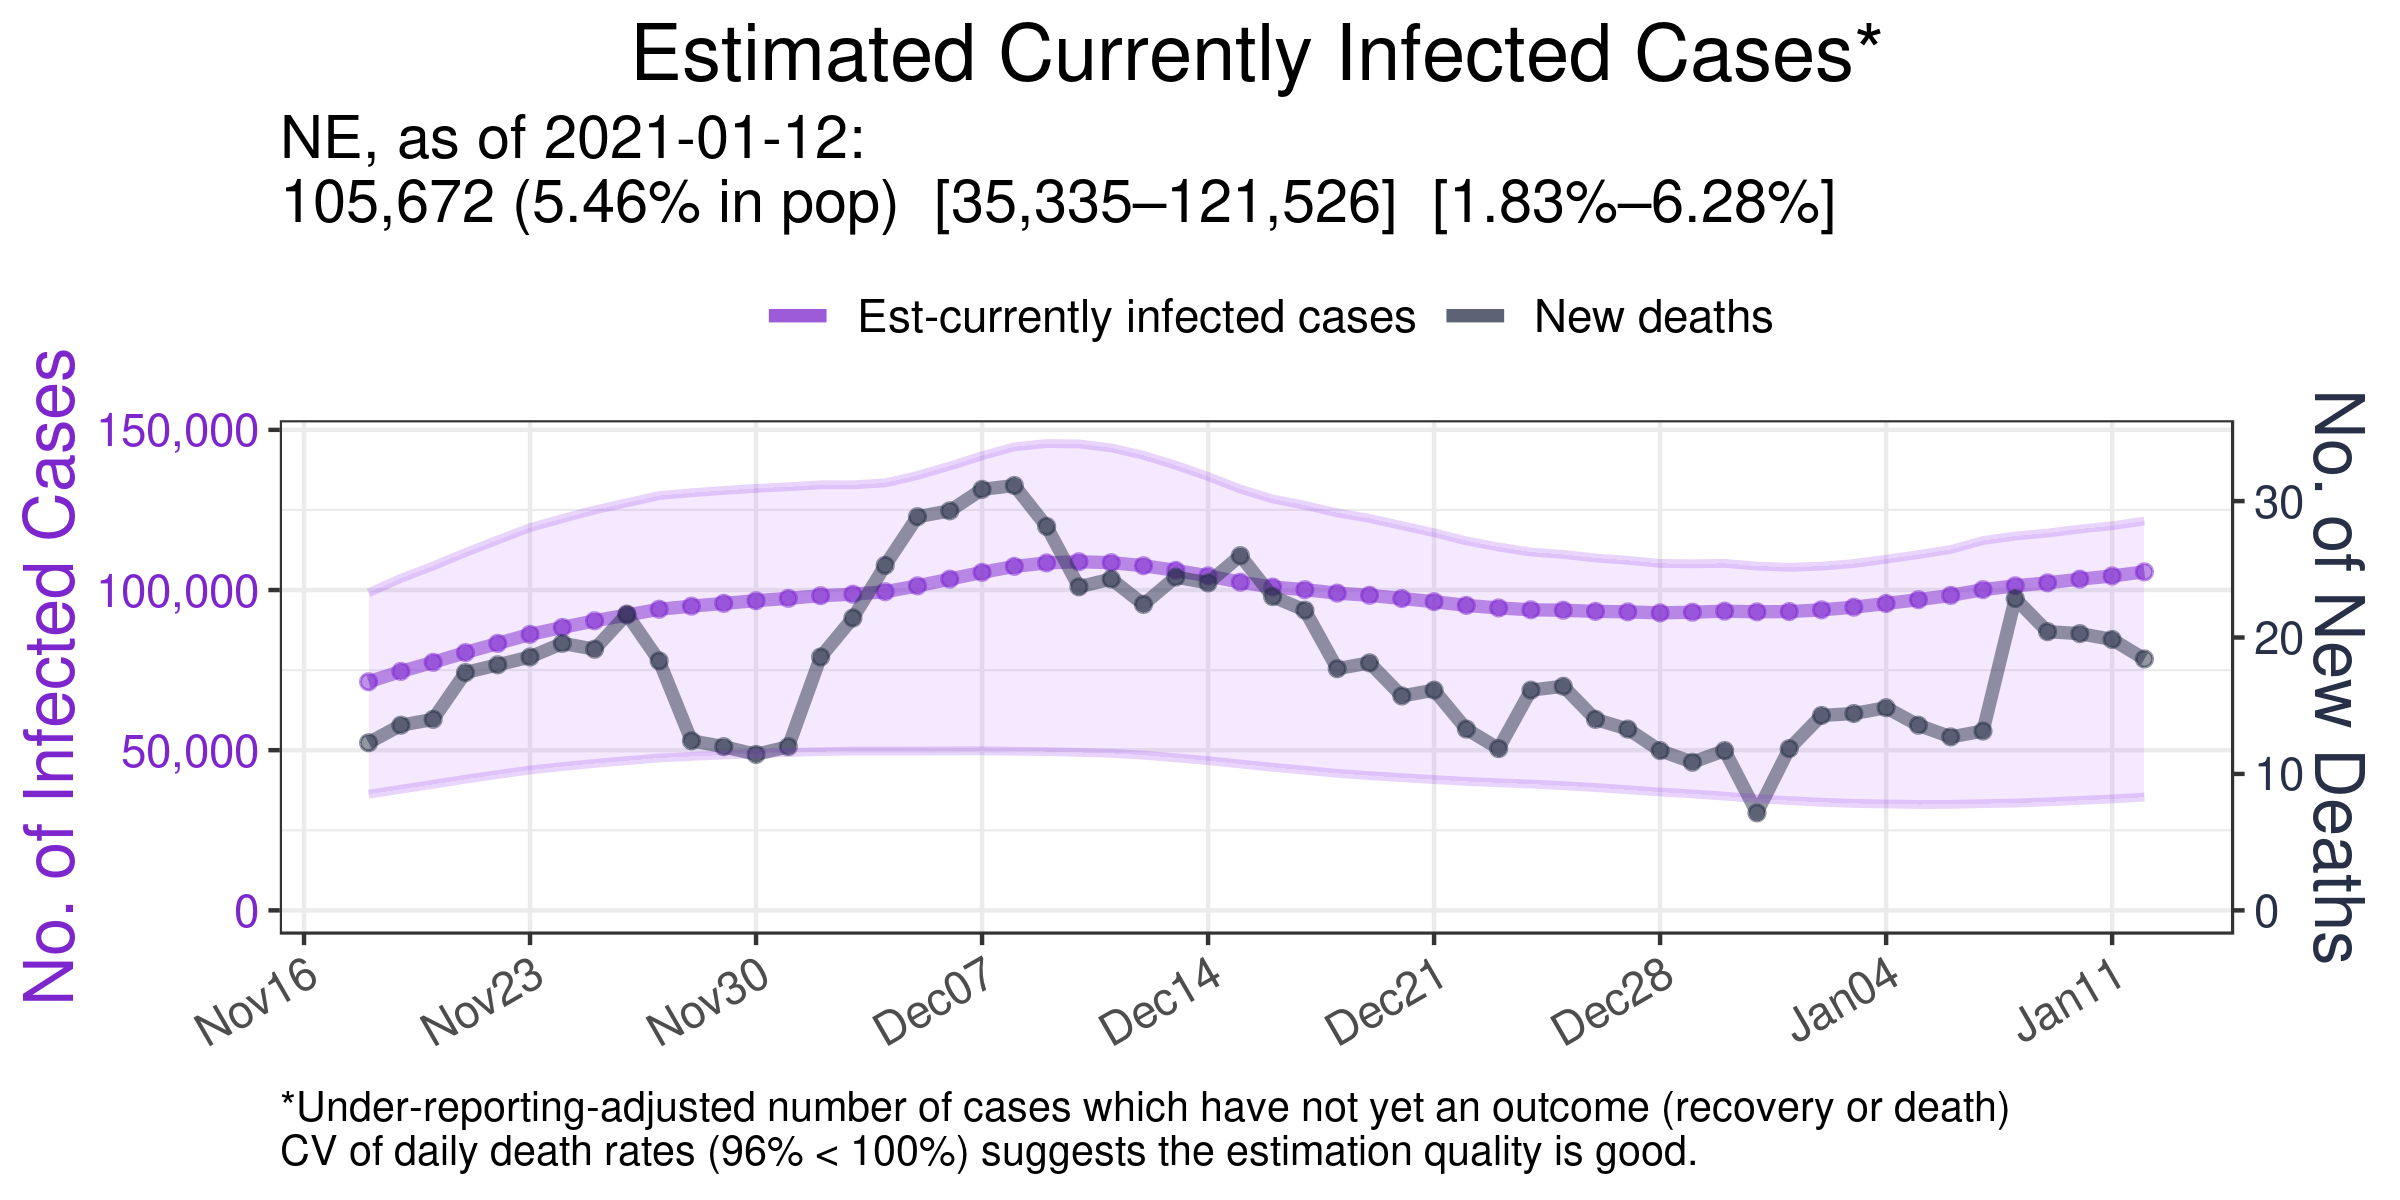 Estimated Currently Infected Cases*
NE, as of 2021-01-12:
105,672 (5.46% in pop)  [35,335–121,526]  [1.83%–6.28%]
Est-currently infected cases
New deaths
No. of Infected Cases
150,000
100,000
50,000
0
30
20
10
0
No. of New Deaths
Nov16
Nov23
Nov30
Dec07
Dec14
Dec21
Dec28
Jan04
Jan11
*Under-reporting-adjusted number of cases which have not yet an outcome (recovery or death)
CV of daily death rates (96% < 100%) suggests the estimation quality is good.